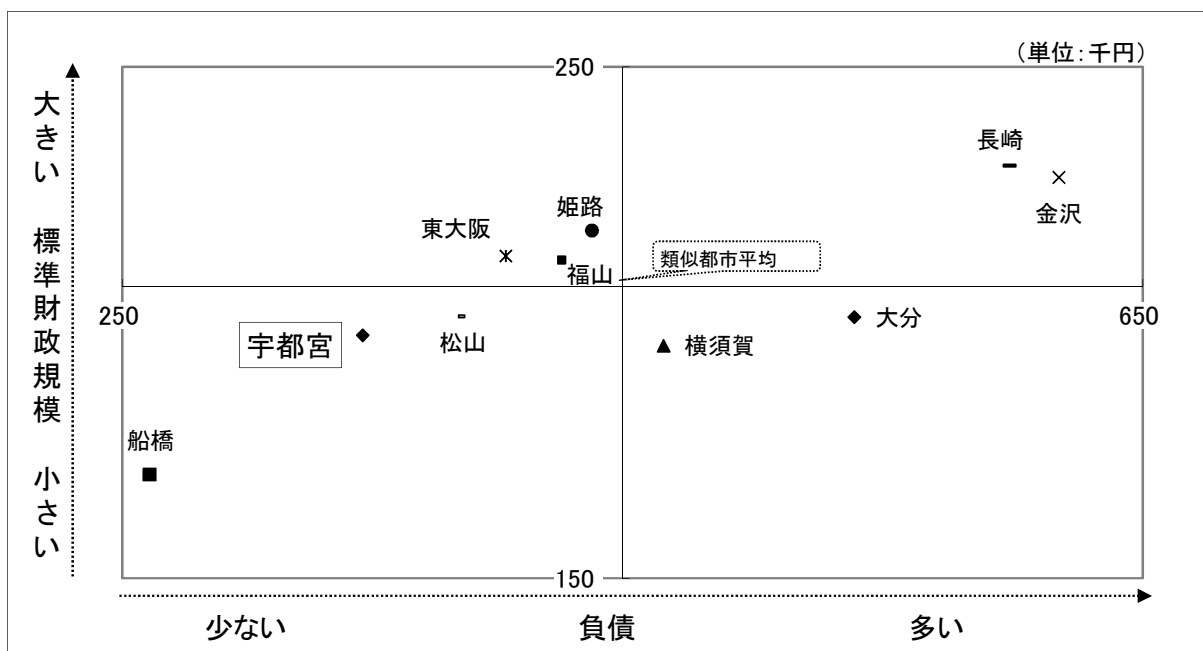 （単位：千円）
250
大きい　標準財政規模　小さい
長崎
金沢
姫路
東大阪
福山
類似都市平均
250
650
宇都宮
松山
横須賀
大分
船橋
150
少ない　負債　多い